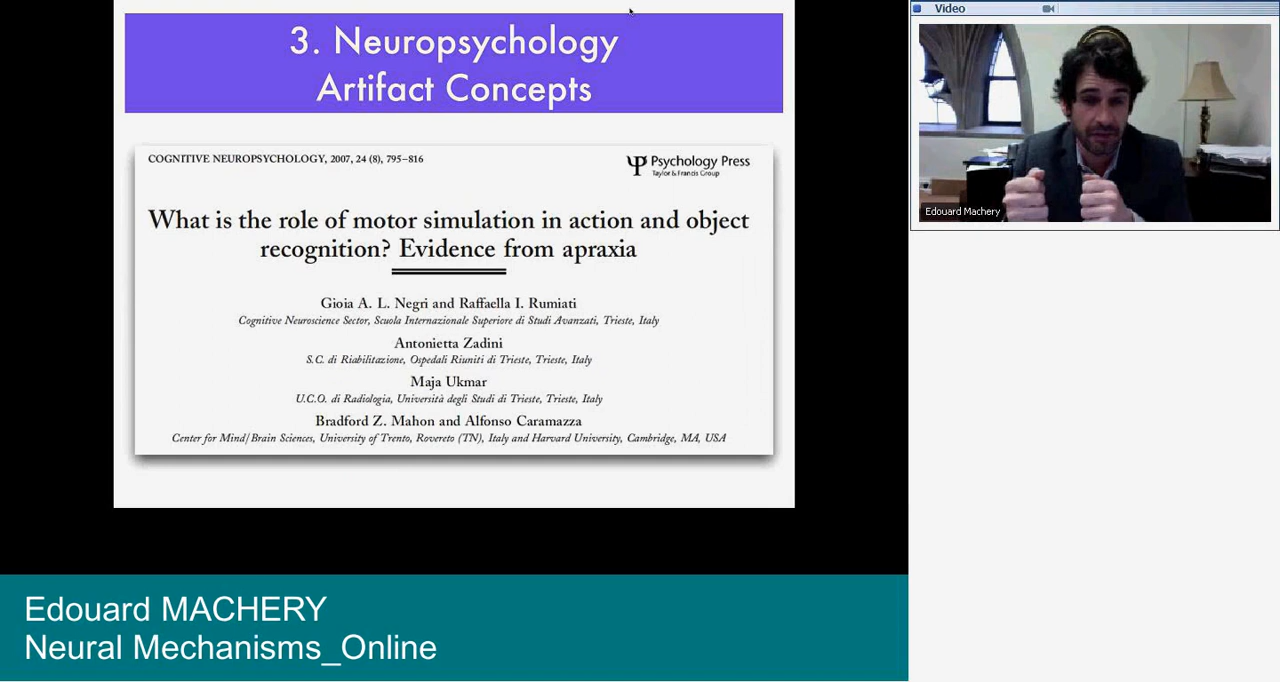 3. Neuropsychology
Artifact Concepts
COGNITIVE NEUROPSYCHOLOGY, 2007, 24 (8), 795–816
Psychology Press
Taylor & Francis Group
What is the role of motor simulation in action and object
recognition? Evidence from apraxia
Gioia A. L. Negri and Raffaella I. Rumiati
Cognitive Neuroscience Sector, Scuola Internazionale Superiore di Studi Avanzati, Trieste, Italy
Antonietta Zadini
S.C. di Riabilitazione, Ospedali Riuniti di Trieste, Trieste, Italy
Maja Ukmar
U.C.O. di Radiologia, Università degli Studi di Trieste, Trieste, Italy
Bradford Z. Mahon and Alfonso Caramazza
Center for Mind/Brain Sciences, University of Trento, Rovereto (TN), Italy and Harvard University, Cambridge, MA, USA
Video
Edouard Machery
Edouard MACHERY
Neural Mechanisms_Online